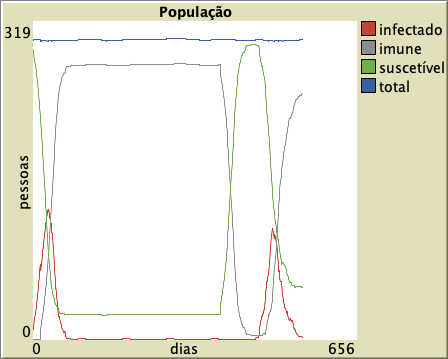 População
319
pessoas
0
0
dias
656
infectado
imune
suscetível
total